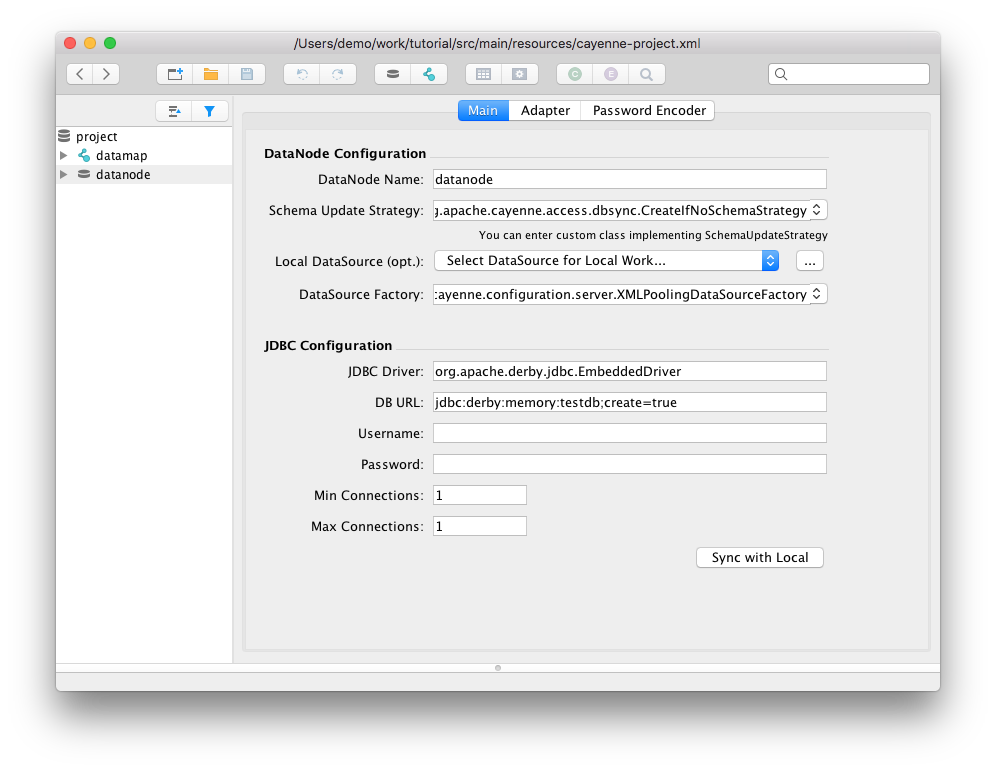 /Users/demo/work/tutorial/src/main/resources/cayenne-project.xml
C E
Main Adapter Password Encoder
project
datamap
datanode
DataNode Configuration
DataNode Name: datanode
Schema Update Strategy: g.apache.cayenne.access.dbsync.CreateIfNoSchemaStrategy
You can enter custom class implementing SchemaUpdateStrategy
Local DataSource (opt.): Select DataSource for Local Work... ...
DataSource Factory: cayenne.configuration.server.XMLPoolingDataSourceFactory
JDBC Configuration
JDBC Driver: org.apache.derby.jdbc.EmbeddedDriver
DB URL: jdbc:derby:memory:testdb;create=true
Username:
Password:
Min Connections: 1
Max Connections: 1
Sync with Local